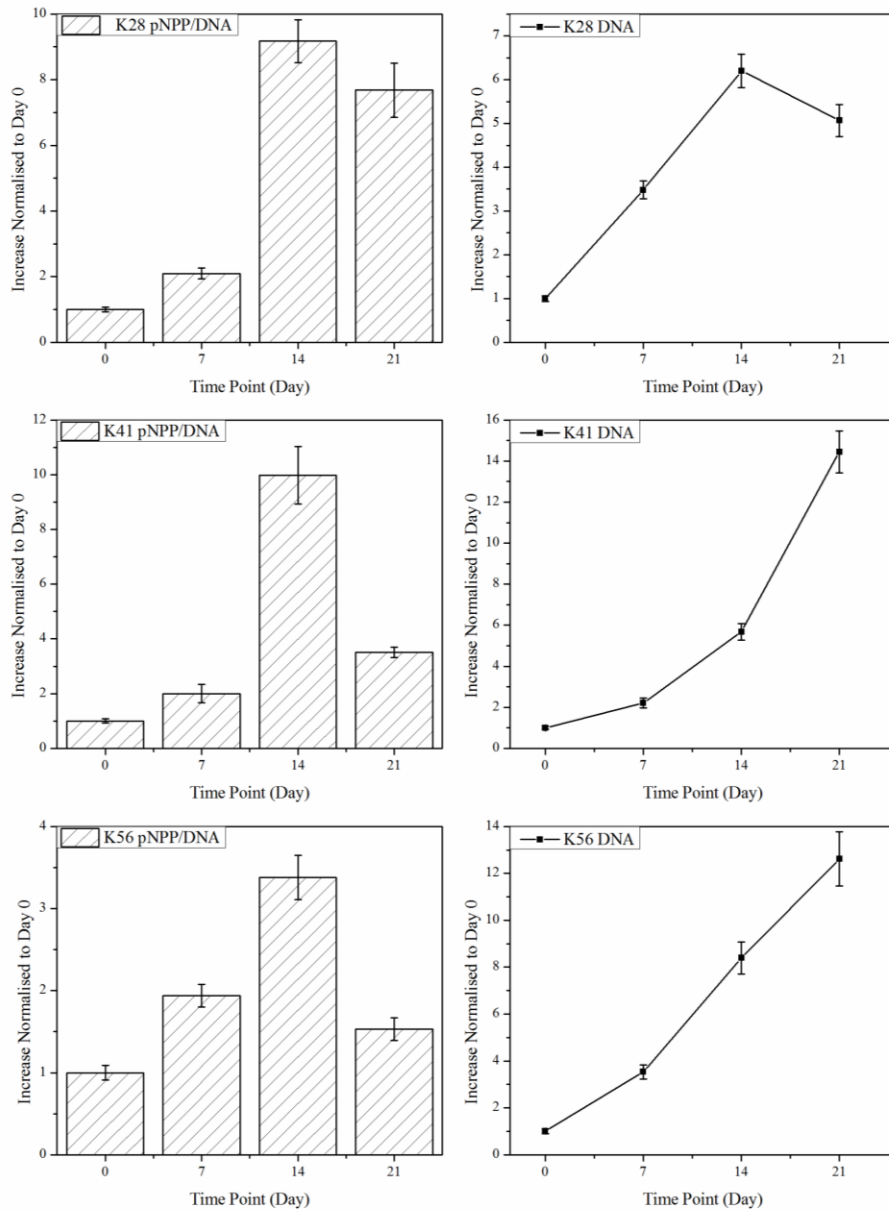 K28 pNPP/DNA
Increase Normalised to Day 0
10
8
6
4
2
0
0 7 14 21
Time Point (Day)
K28 DNA
Increase Normalised to Day 0
7
6
5
4
3
2
1
0
0 7 14 21
Time Point (Day)
K41 pNPP/DNA
Increase Normalised to Day 0
12
10
8
6
4
2
0
0 7 14 21
Time Point (Day)
K41 DNA
Increase Normalised to Day 0
16
14
12
10
8
6
4
2
0
0 7 14 21
Time Point (Day)
K56 pNPP/DNA
Increase Normalised to Day 0
4
3
2
1
0
0 7 14 21
Time Point (Day)
K56 DNA
Increase Normalised to Day 0
14
12
10
8
6
4
2
0
0 7 14 21
Time Point (Day)